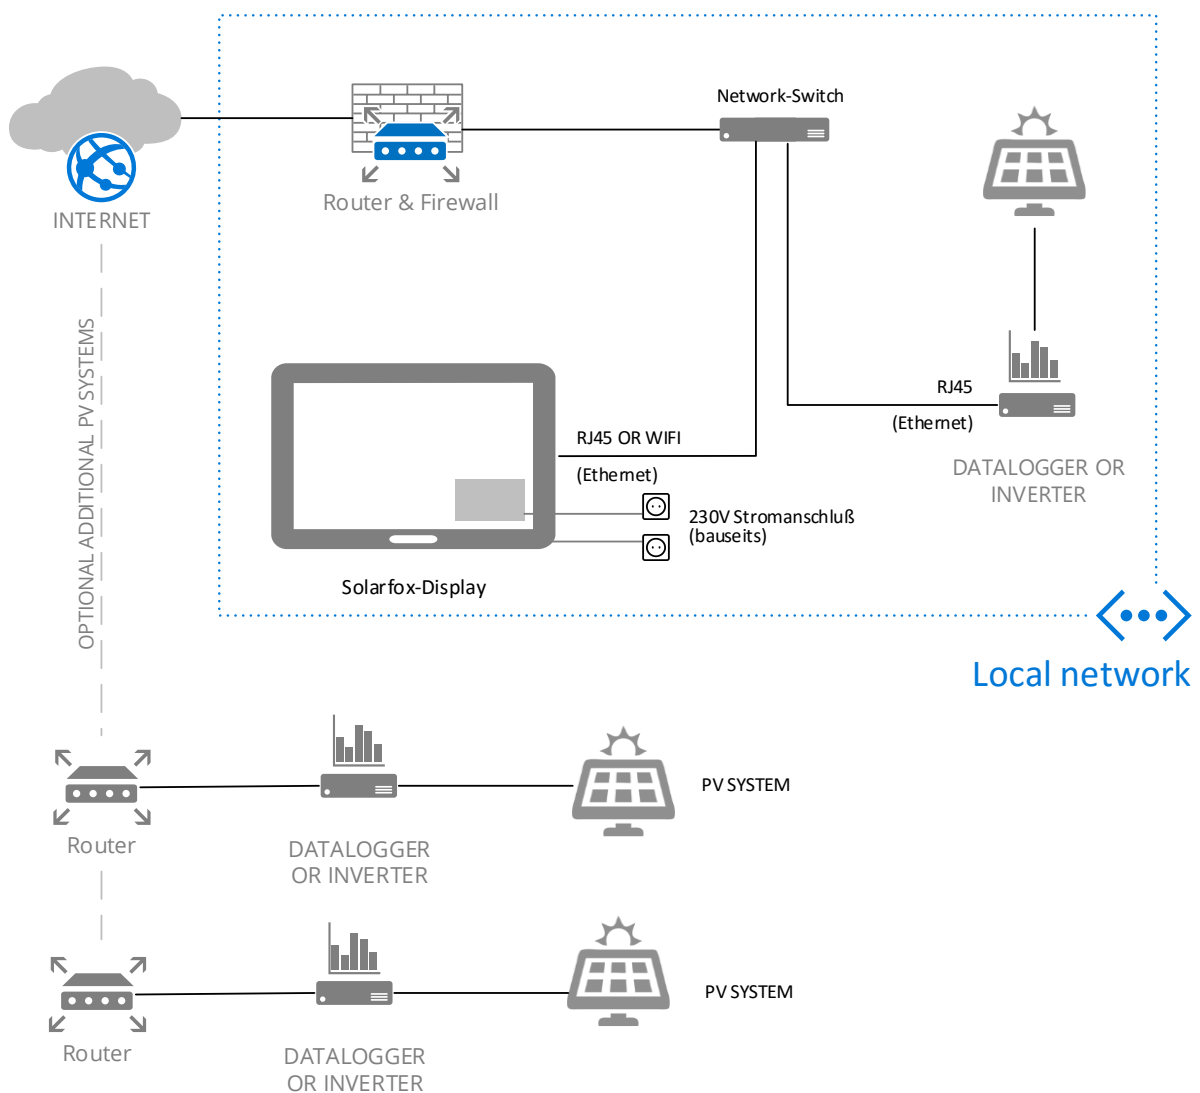 Network-Switch
INTERNET
Router & Firewall
OPTIONAL ADDITIONAL PV SYSTEMS
RJ45
(Ethernet)
RJ45 OR WIFI
(Ethernet)
DATALOGGER OR
INVERTER
230V Stromanschluß
(bauseits)
Solarfox-Display
Local network
PV SYSTEM
Router
DATALOGGER
OR INVERTER
PV SYSTEM
Router
DATALOGGER
OR INVERTER